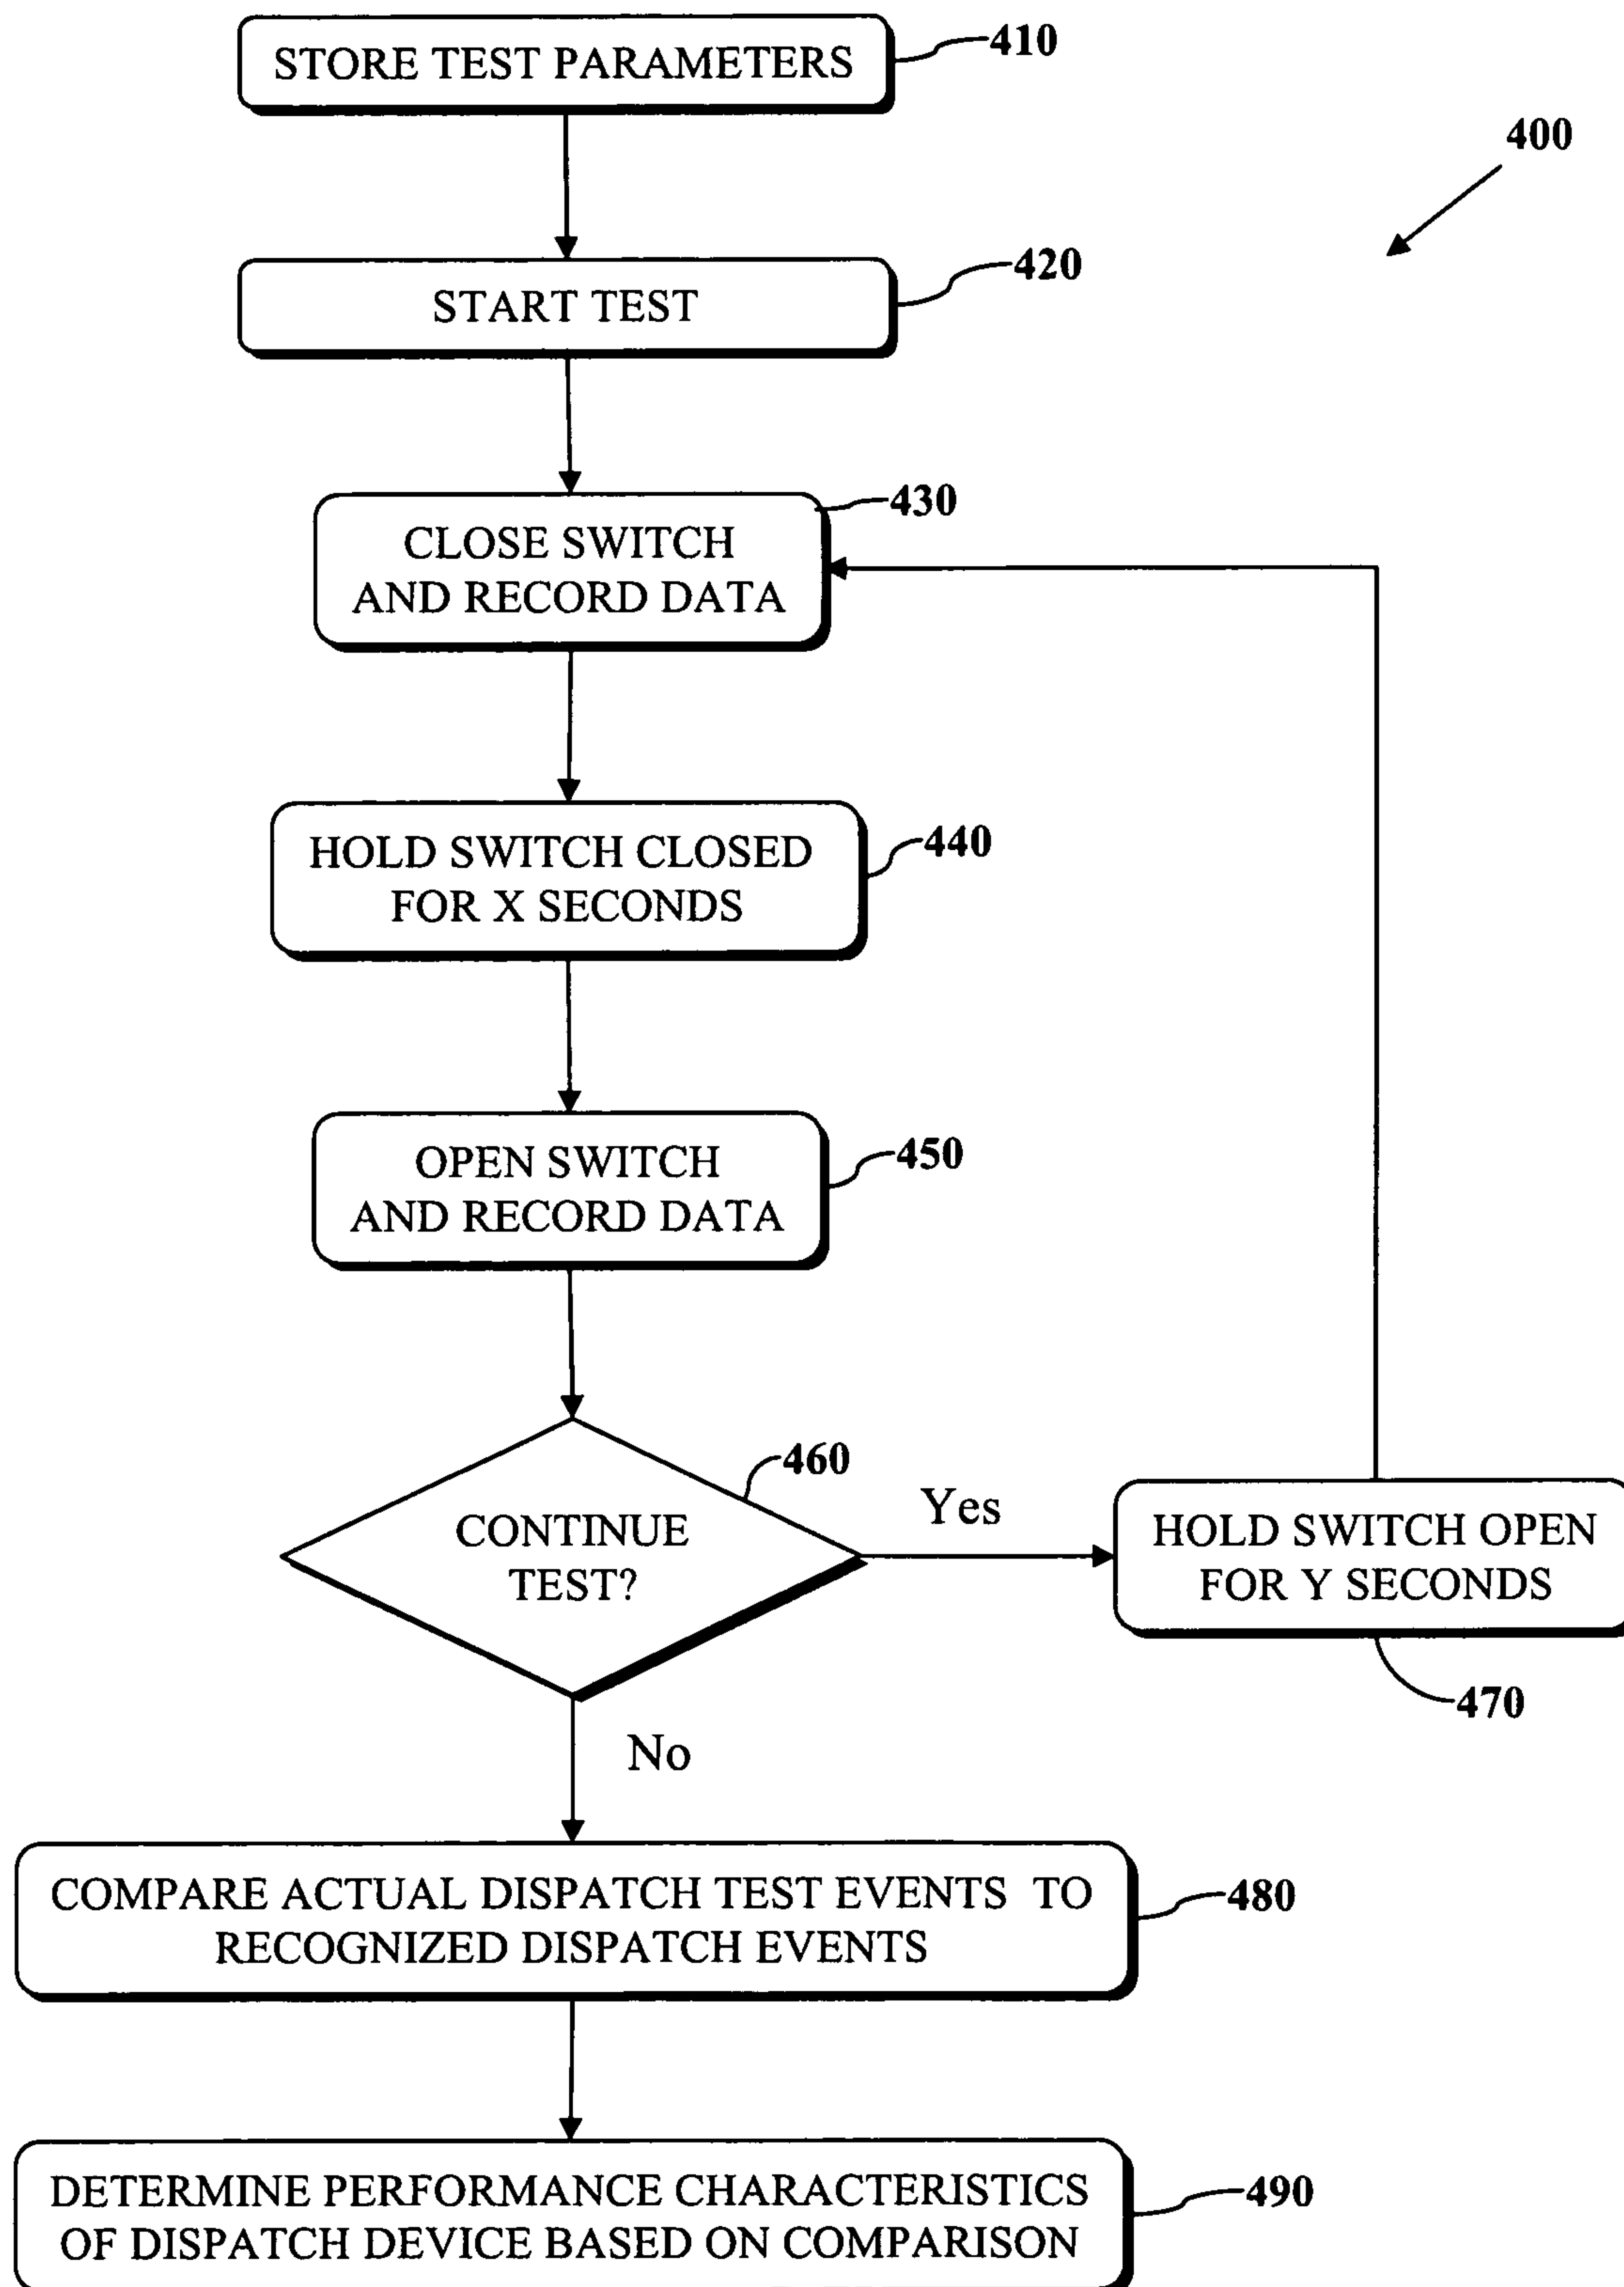 STORE TEST PARAMETERS
410
400
START TEST
420
CLOSE SWITCH
AND RECORD DATA
430
HOLD SWITCH CLOSED
FOR X SECONDS
440
OPEN SWITCH
AND RECORD DATA
450
CONTINUE
TEST?
460
Yes
HOLD SWITCH OPEN
FOR Y SECONDS
470
No
COMPARE ACTUAL DISPATCH TEST EVENTS TO
RECOGNIZED DISPATCH EVENTS
480
DETERMINE PERFORMANCE CHARACTERISTICS
OF DISPATCH DEVICE BASED ON COMPARISON
490